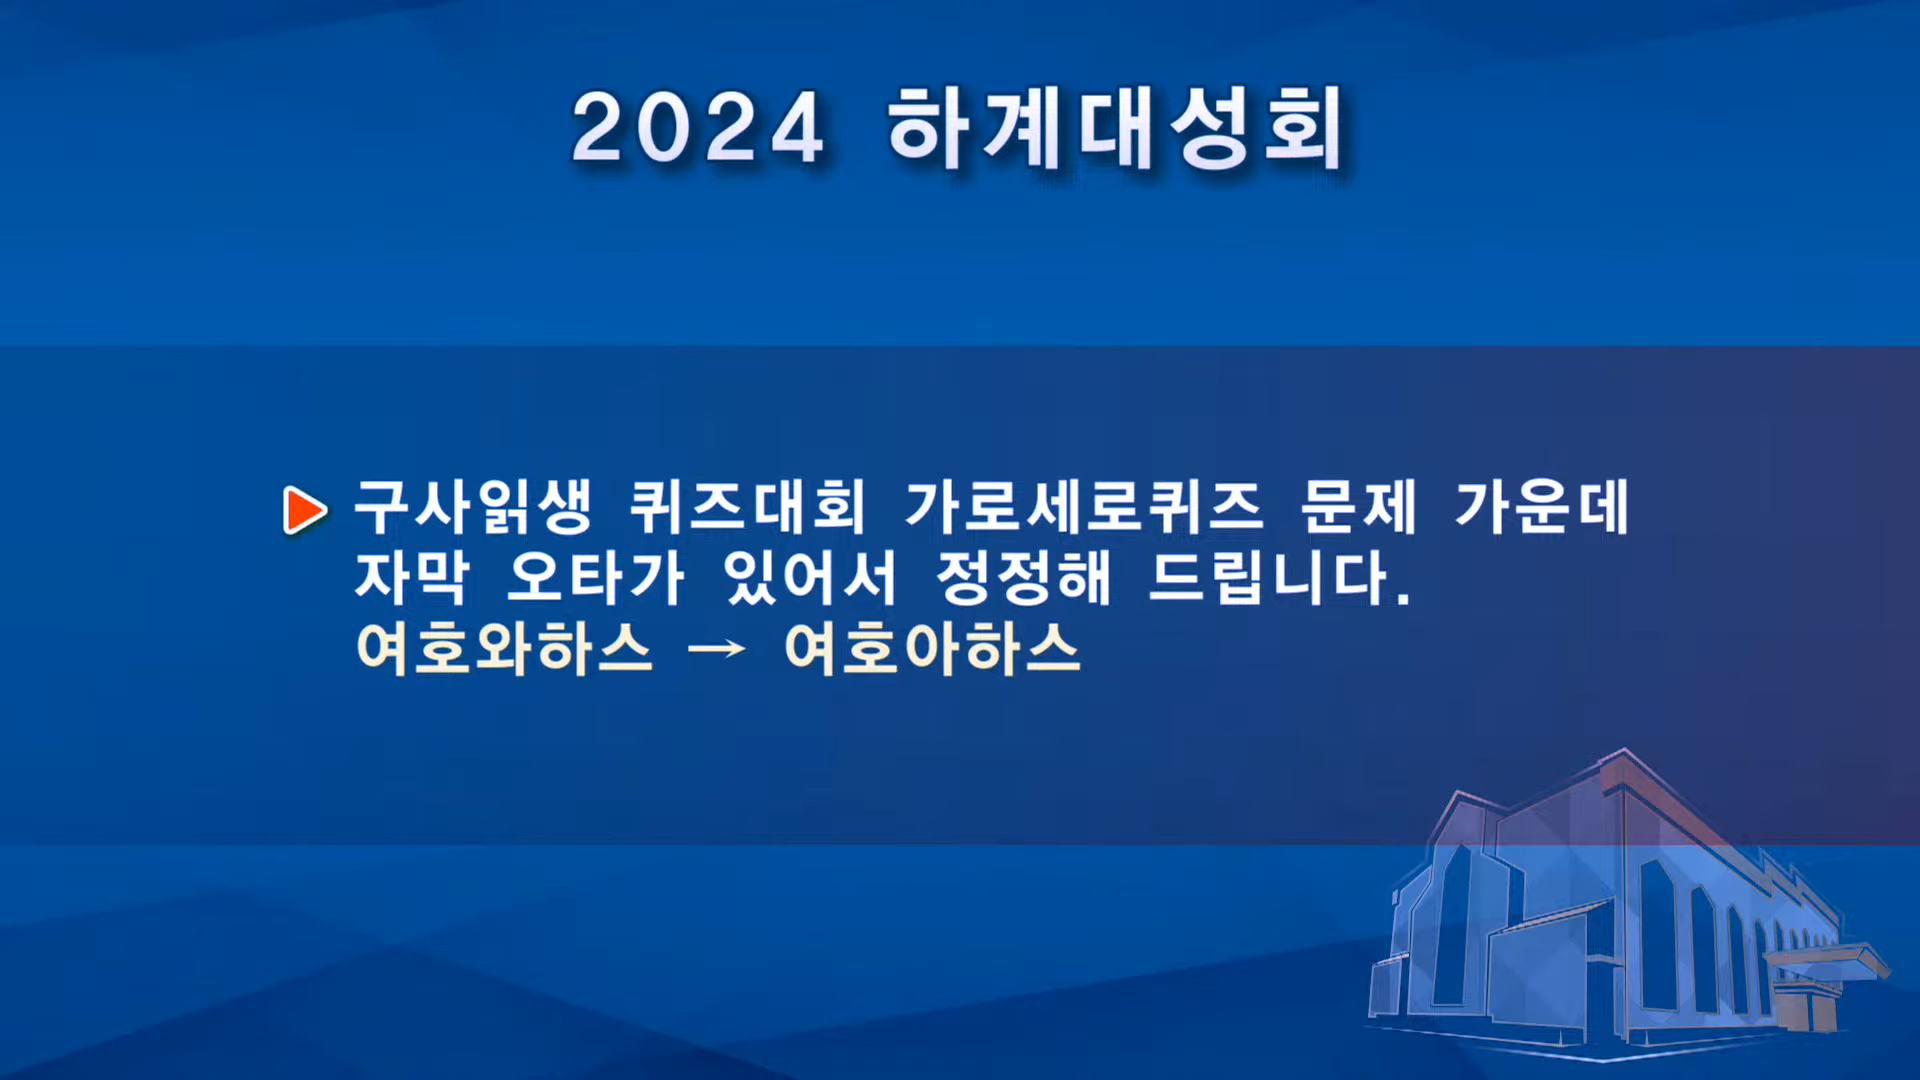 2024 하계대성회
구사읽생 퀴즈대회 가로세로퀴즈 문제 가운데
자막 오타가 있어서 정정해 드립니다.
여호와하스 → 여호아하스